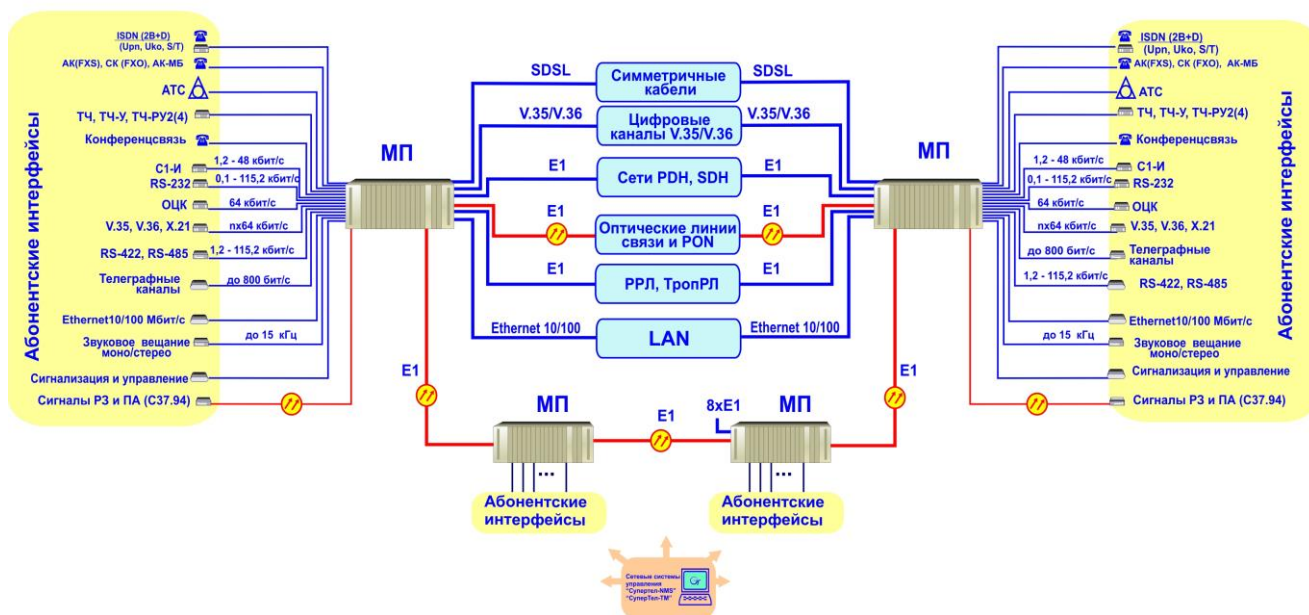 Абонентские интерфейсы
ISDN (2B+D)
(Upn, Uko, S/T)
АК(FXS), СК (FXO), АК-МБ
АТС
ТЧ, ТЧ-У, ТЧ-РУ2(4)
Конференцсвязь
С1-И
1,2 - 48 кбит/с
RS-232
0,1 - 115,2 кбит/с
ОЦК
64 кбит/с
V.35, V.36, X.21
nx64 кбит/с
RS-422, RS-485
1,2 - 115,2 кбит/с
Телеграфные
каналы
до 800 бит/с
Ethernet10/100 Мбит/с
Звуковое вещание
моно/стерео
до 15 кГц
Сигнализация и управление
Сигналы РЗ и ПА (С37.94)
МП
SDSL
Симметричные
кабели
SDSL
V.35/V.36
Цифровые
каналы V.35/V.36
V.35/V.36
E1
Сети PDH, SDH
E1
E1
Оптические линии
связи и PON
E1
E1
РРЛ, ТропРЛ
E1
Ethernet 10/100
LAN
Ethernet 10/100
МП
ISDN (2B+D)
(Upn, Uko, S/T)
АК(FXS), СК (FXO), АК-МБ
АТС
ТЧ, ТЧ-У, ТЧ-РУ2(4)
Конференцсвязь
1,2 - 48 кбит/с
С1-И
0,1 - 115,2 кбит/с
RS-232
64 кбит/с
ОЦК
nx64 кбит/с
V.35, V.36, X.21
до 800 бит/с
Телеграфные
каналы
1,2 - 115,2 кбит/с
RS-422, RS-485
Ethernet10/100 Мбит/с
до 15 кГц
Звуковое вещание
моно/стерео
Сигнализация и управление
Сигналы РЗ и ПА (С37.94)
Абонентские интерфейсы
E1
E1
МП
E1
8xE1
МП
...
...
Абонентские
интерфейсы
Абонентские
интерфейсы
Сетевые системы
управления
"Супертел-NMS"
"СуперТел-ТМ"